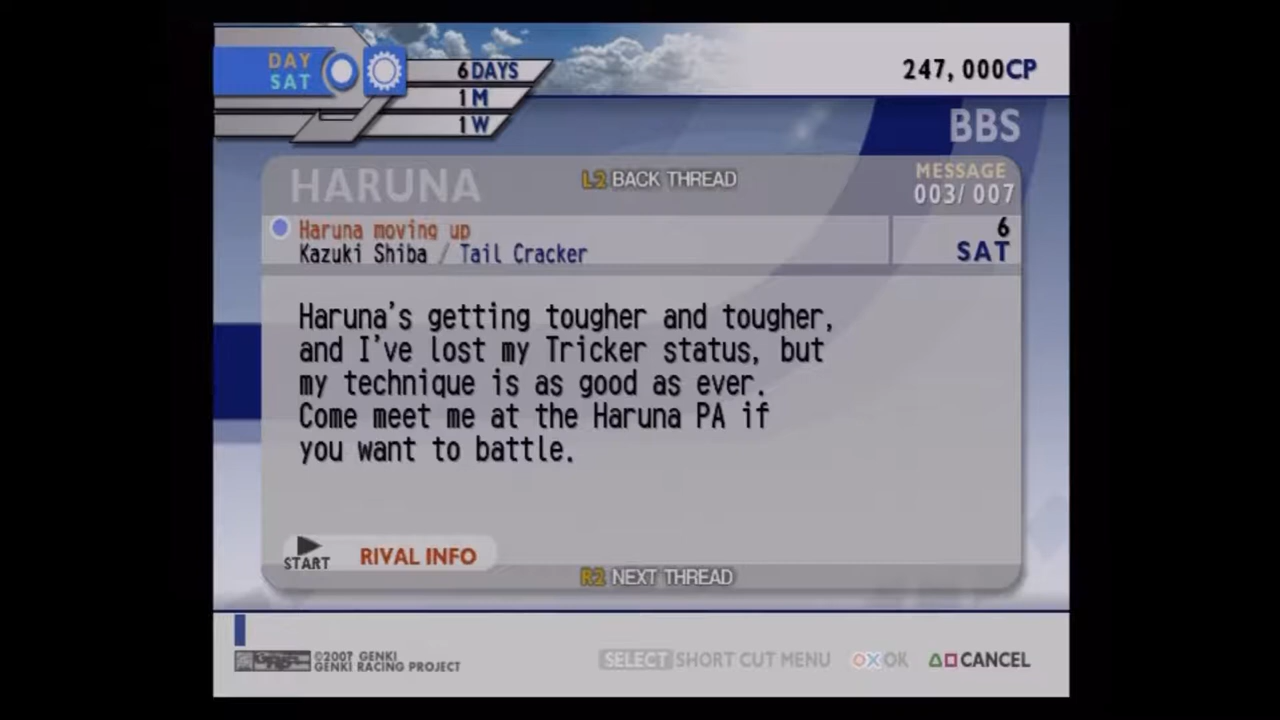 DAY
SAT
6DAYS
1M
1W
247,000CP
BBS
HARUNA
L2 BACK THREAD
MESSAGE
003/007
Haruna moving up
Kazuki Shiba / Tail Cracker
6
SAT
Haruna's getting tougher and tougher,
and I've lost my Tricker status, but
my technique is as good as ever.
Come meet me at the Haruna PA if
you want to battle.
START
RIVAL INFO
R2 NEXT THREAD
©2007 GENKI
GENKI RACING PROJECT
SELECT SHORT CUT MENU
OK
CANCEL